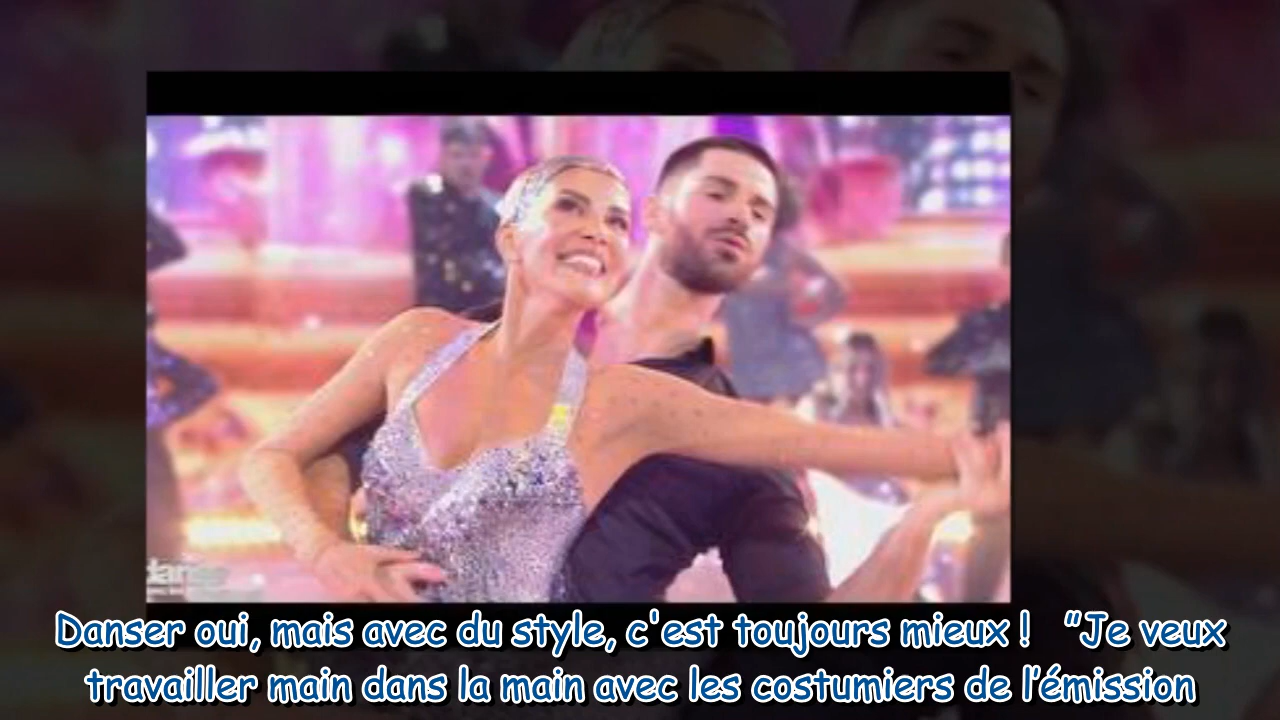 danse
Danser oui, mais avec du style, c'est toujours mieux !   ”Je veux
travailler main dans la main avec les costumiers de l’émission